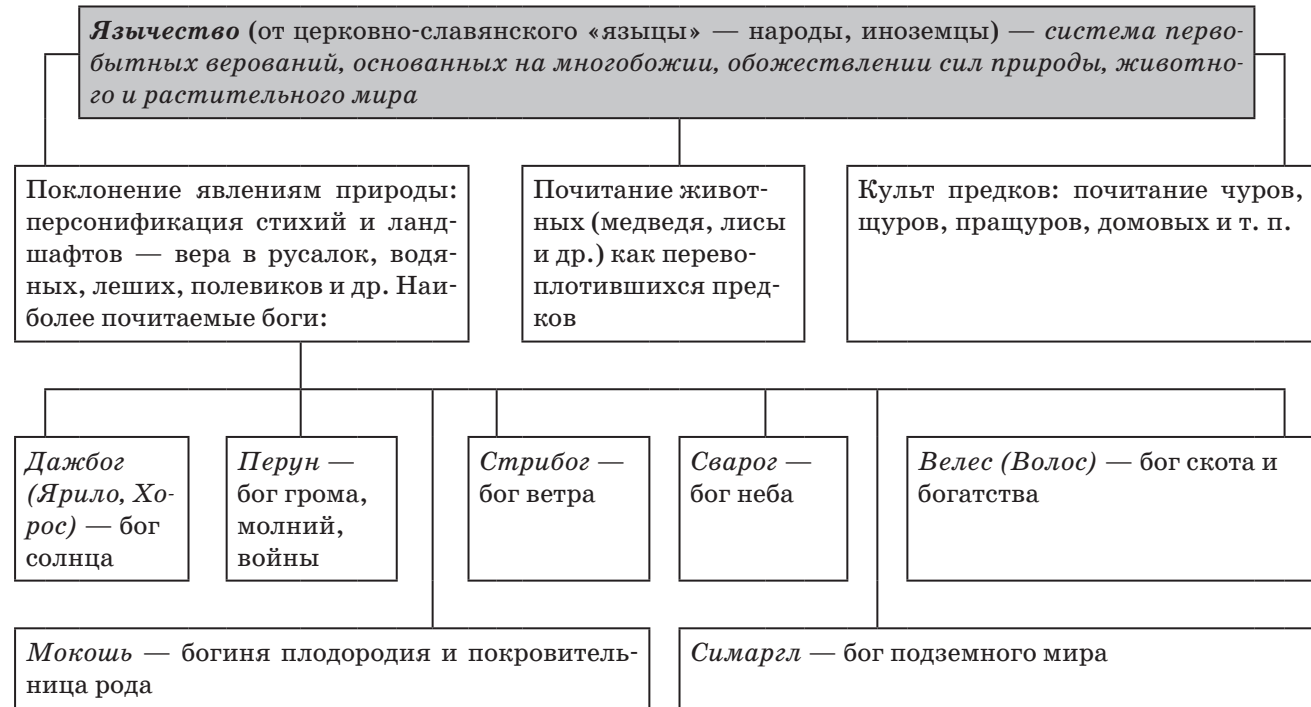 Язычество (от церковно-славянского «языцы» — народы, иноземцы) — система перво-
бытных верований, основанных на многобожии, обожествлении сил природы, животно-
го и растительного мира
Поклонение явлениям природы:
персонификация стихий и ланд-
шафтов — вера в русалок, водя-
ных, леших, полевиков и др. Наи-
более почитаемые боги:
Почитание живот-
ных (медведя, лисы
и др.) как перево-
плотившихся пред-
ков
Культ предков: почитание чуров,
щуров, пращуров, домовых и т. п.
Дажбог
(Ярило, Хо-
рос) — бог
солнца
Перун —
бог грома,
молний,
войны
Стрибог —
бог ветра
Сварог —
бог неба
Велес (Волос) — бог скота и
богатства
Мокошь — богиня плодородия и покровитель-
ница рода
Симаргл — бог подземного мира